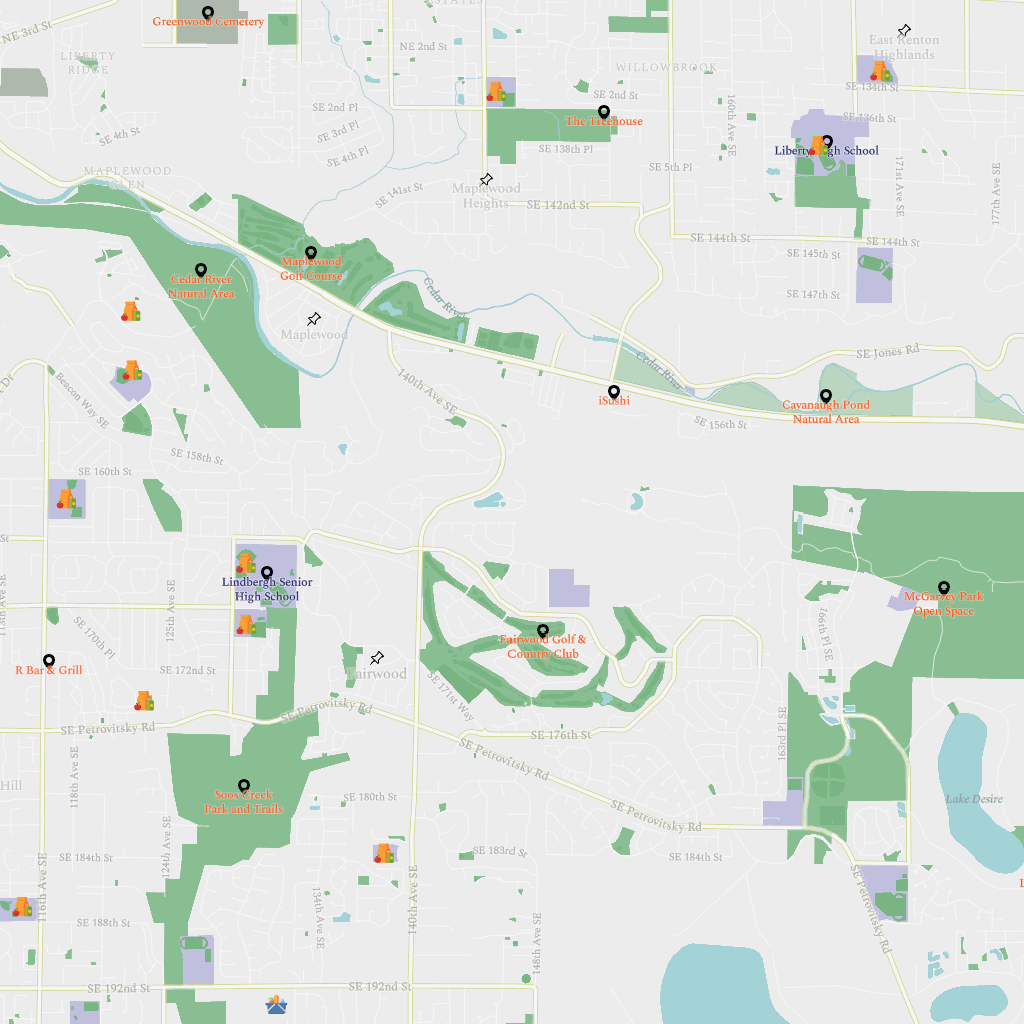 STATES
Greenwood Cemetery
NE 3rd St
NE 2nd St
East Renton
Highlands
LIBERTY
RIDGE
WILLOWBROOK
SE 134th St
SE 2nd St
SE 2nd Pl
160th Ave SE
SE 136th St
The Treehouse
SE 3rd Pl
SE 4th St
SE 138th Pl
Liberty High School
SE 4th Pl
SE 5th Pl
171st Ave SE
177th Ave SE
MAPLEWOOD
GLEN
SE 141st St
Maplewood
Heights
SE 142nd St
SE 144th St
SE 144th St
SE 145th St
Maplewood
Golf Course
Cedar River
Natural Area
Cedar River
SE 147th St
Maplewood
SE Jones Rd
Cedar River
140th Ave SE
Beacon Way SE
iSushi
Cavanaugh Pond
Natural Area
SE 156th St
SE 158th St
SE 160th St
Lindbergh Senior
High School
113th Ave SE
125th Ave SE
McGarvey Park
Open Space
166th Pl SE
SE 170th Pl
Fairwood Golf &
Country Club
R Bar & Grill
SE 172nd St
Fairwood
SE 171st Way
SE Petrovitsky Rd
SE Petrovitsky Rd
SE 176th St
163rd Pl SE
SE Petrovitsky Rd
Hill
118th Ave SE
Soos Creek
Park and Trails
SE 180th St
Lake Desire
SE Petrovitsky Rd
124th Ave SE
SE 184th St
SE 183rd St
SE 184th St
116th Ave SE
134th Ave SE
140th Ave SE
148th Ave SE
SE Petrovitsky Rd
SE 188th St
SE 192nd St
SE 192nd St